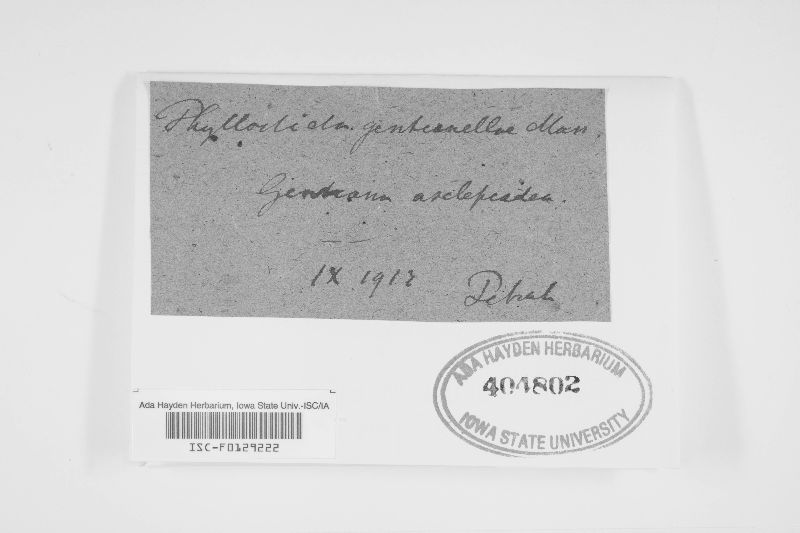 Phyllosticta gentianellae Mass.
Gentiana asclepiadea.
IX 1917
Petrak
ADA HAYDEN HERBARIUM
404802
IOWA STATE UNIVERSITY
Ada Hayden Herbarium, Iowa State Univ.-ISC/IA
ISC-F0129222